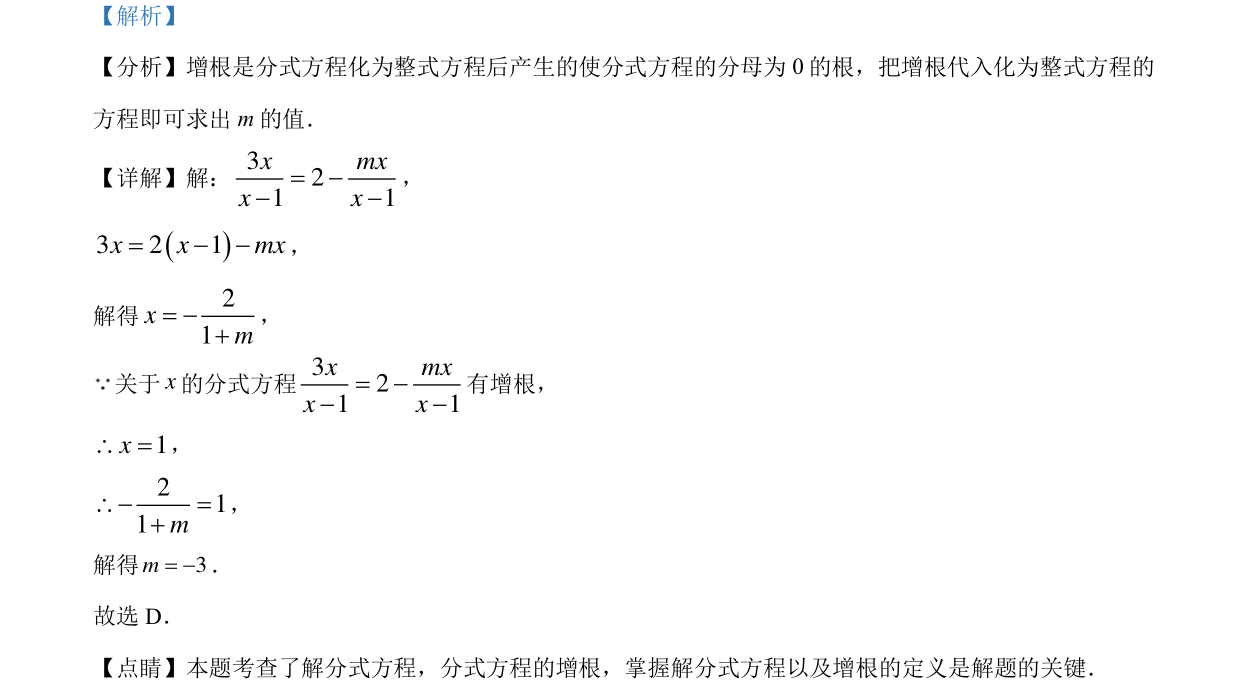 【解析】
【分析】增根是分式方程化为整式方程后产生的使分式方程的分母为 0 的根，把增根代入化为整式方程的
方程即可求出 m 的值．
【详解】解：$\frac{3x}{x-1}=2-\frac{mx}{x-1}$，
$3x=2(x-1)-mx$，
解得 $x=-\frac{2}{1+m}$，
∵关于 x 的分式方程 $\frac{3x}{x-1}=2-\frac{mx}{x-1}$ 有增根，
∴ $x=1$，
∴ $-\frac{2}{1+m}=1$，
解得 $m=-3$．
故选 D．
【点睛】本题考查了解分式方程，分式方程的增根，掌握解分式方程以及增根的定义是解题的关键．